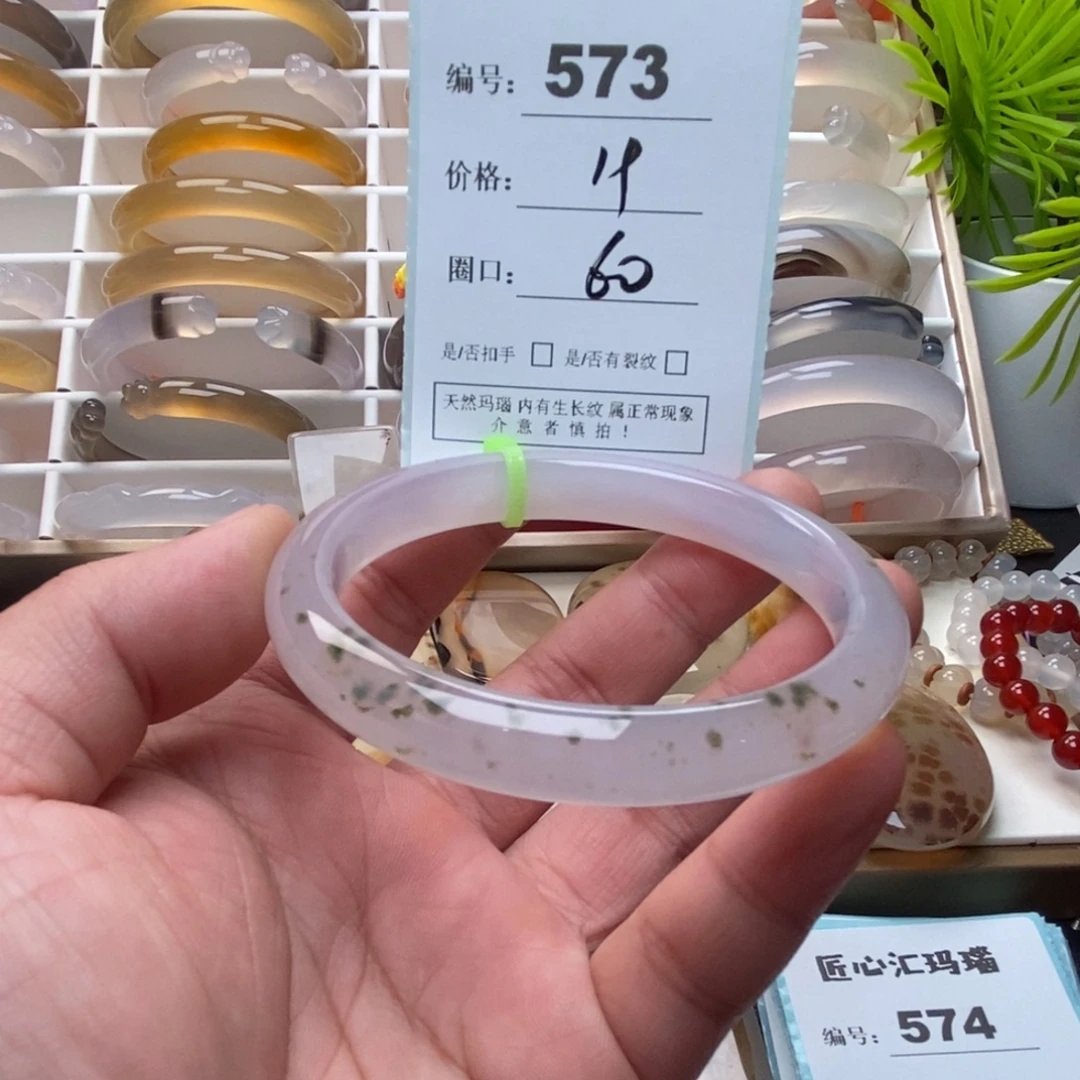 编号: 573
价格:
圈口: 60
是/否扣手 □ 是/否有裂纹 □
天然玛瑙 内有生长纹 属正常现象
介意者慎拍!
匠心汇玛瑙
编号: 574